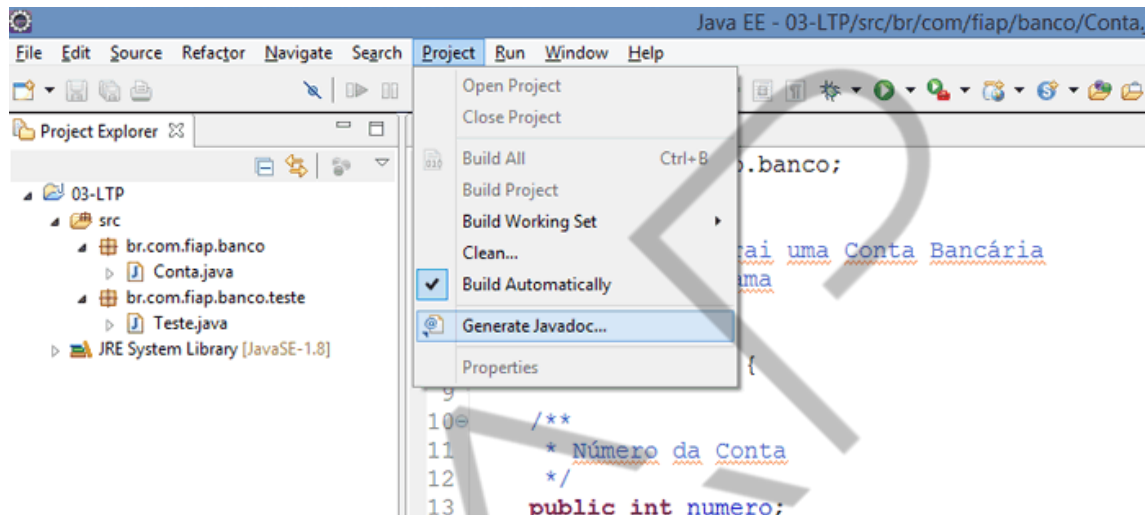 Java EE - 03-LTP/src/br/com/fiap/banco/Conta.
File Edit Source Refactor Navigate Search Project Run Window Help
Project Explorer
03-LTP
src
br.com.fiap.banco
Conta.java
br.com.fiap.banco.teste
Teste.java
JRE System Library [JavaSE-1.8]
Open Project
Close Project
Build All Ctrl+B
Build Project
Build Working Set
Clean...
Build Automatically
Generate Javadoc...
Properties
.banco;
rai uma Conta Bancária
ama
{
9
10 /**
11 * Número da Conta
12 */
13 public int numero;